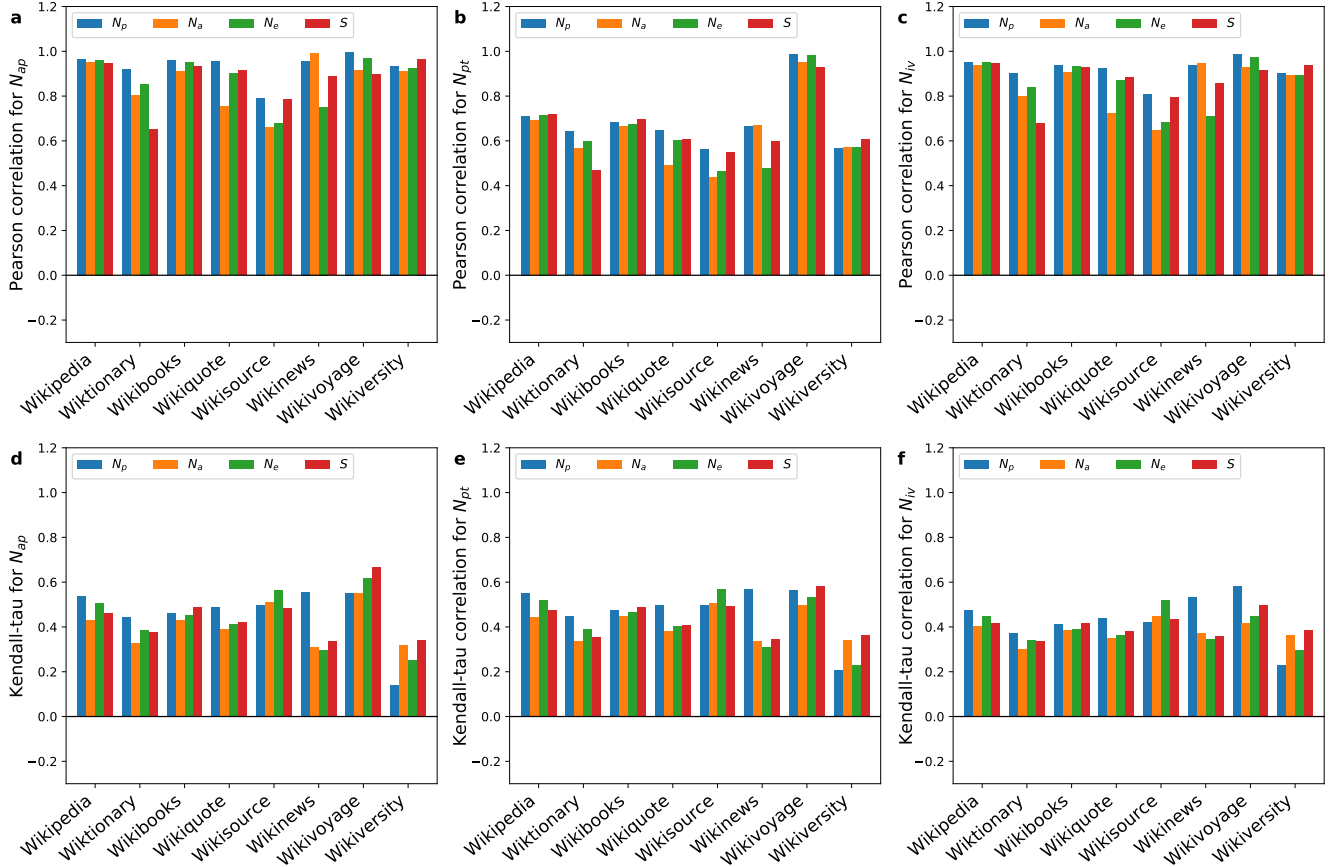 a
N_p N_a N_e S
Pearson correlation for N_ap
1.2
1.0
0.8
0.6
0.4
0.2
0.0
−0.2
Wikipedia
Wiktionary
Wikibooks
Wikiquote
Wikisource
Wikinews
Wikivoyage
Wikiversity
b
N_p N_a N_e S
Pearson correlation for N_pt
1.2
1.0
0.8
0.6
0.4
0.2
0.0
−0.2
Wikipedia
Wiktionary
Wikibooks
Wikiquote
Wikisource
Wikinews
Wikivoyage
Wikiversity
c
N_p N_a N_e S
Pearson correlation for N_iv
1.2
1.0
0.8
0.6
0.4
0.2
0.0
−0.2
Wikipedia
Wiktionary
Wikibooks
Wikiquote
Wikisource
Wikinews
Wikivoyage
Wikiversity
d
N_p N_a N_e S
Kendall-tau for N_ap
1.2
1.0
0.8
0.6
0.4
0.2
0.0
−0.2
Wikipedia
Wiktionary
Wikibooks
Wikiquote
Wikisource
Wikinews
Wikivoyage
Wikiversity
e
N_p N_a N_e S
Kendall-tau correlation for N_pt
1.2
1.0
0.8
0.6
0.4
0.2
0.0
−0.2
Wikipedia
Wiktionary
Wikibooks
Wikiquote
Wikisource
Wikinews
Wikivoyage
Wikiversity
f
N_p N_a N_e S
Kendall-tau correlation for N_iv
1.2
1.0
0.8
0.6
0.4
0.2
0.0
−0.2
Wikipedia
Wiktionary
Wikibooks
Wikiquote
Wikisource
Wikinews
Wikivoyage
Wikiversity